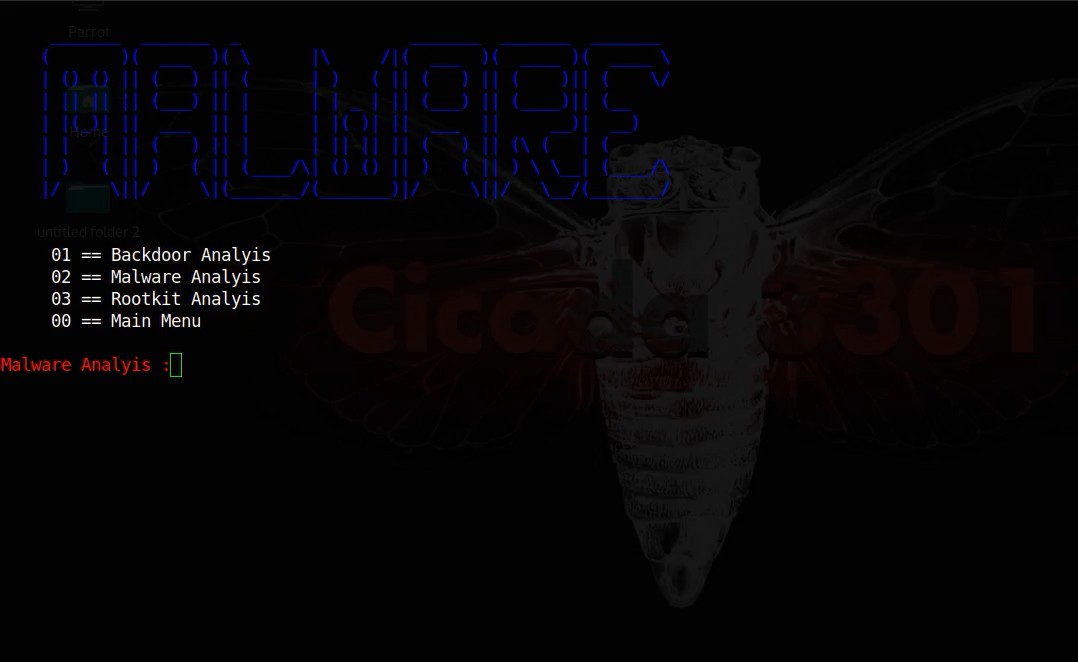 Parrot
MALWARE
Home
untitled folder 2
01 == Backdoor Analyis
02 == Malware Analyis
03 == Rootkit Analyis
00 == Main Menu
Cicada 3301
Malware Analyis :